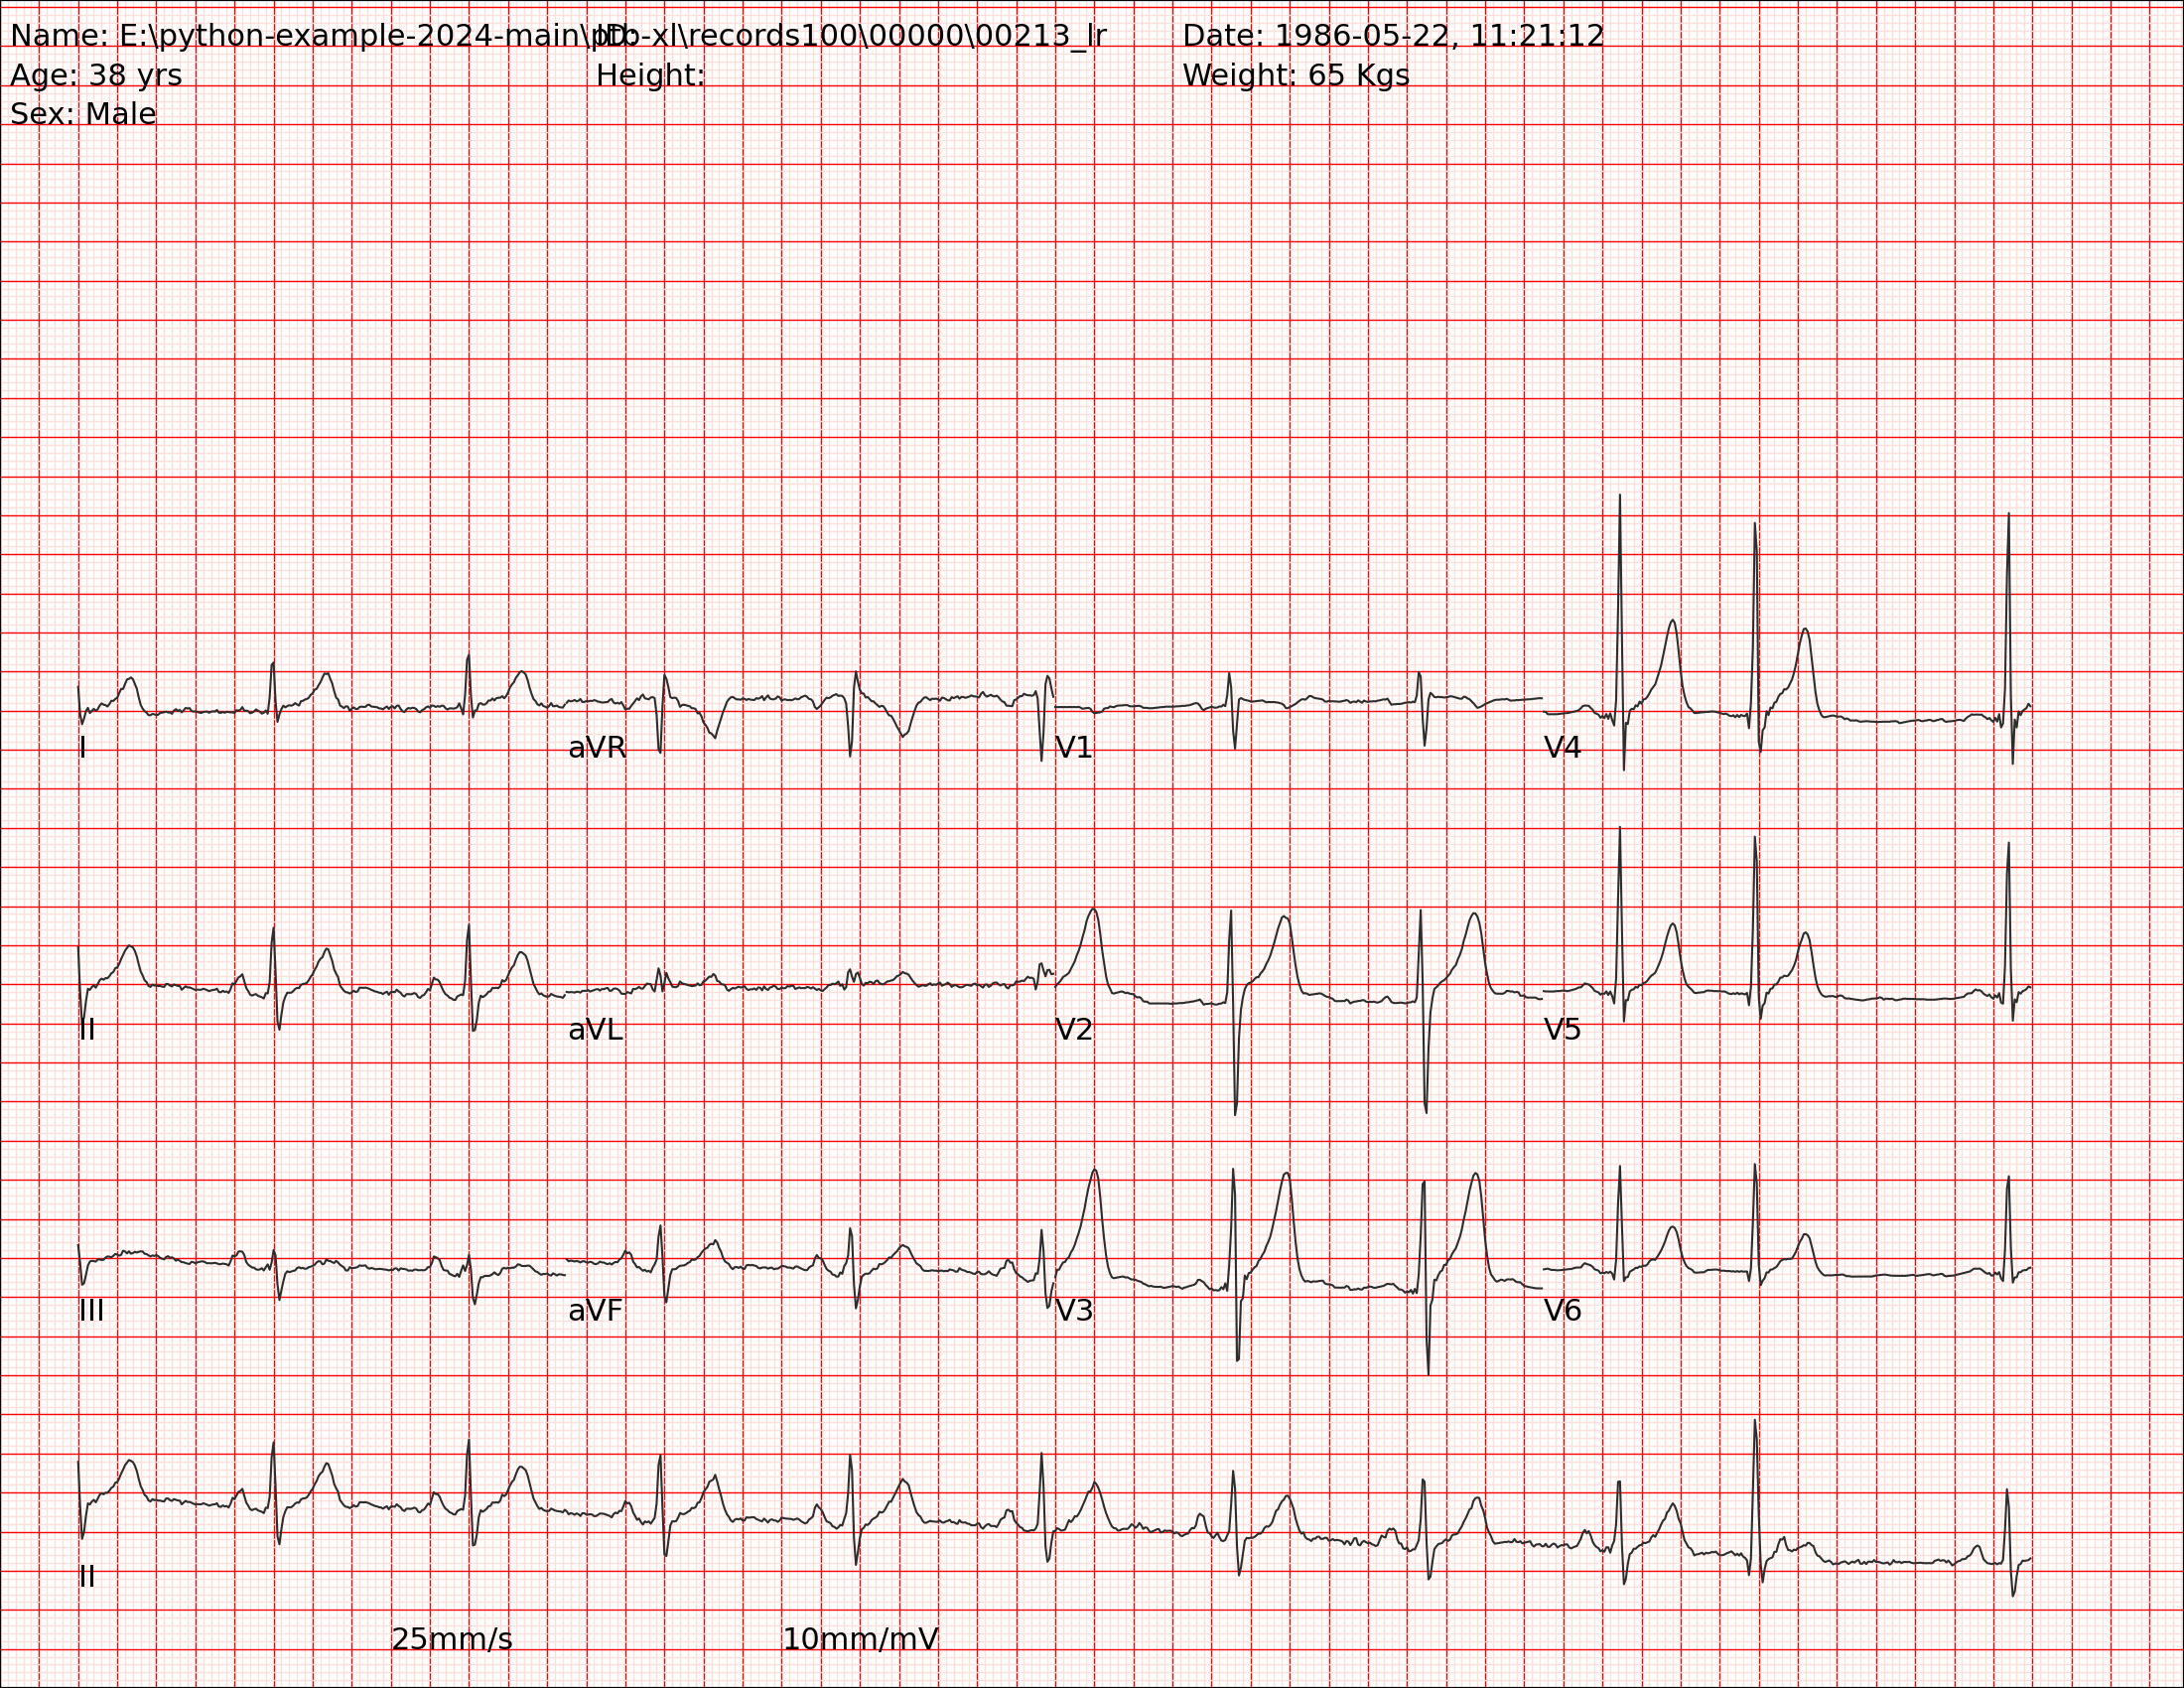 Name: E:\python-example-2024-main\ptb-xl\records100\00000\00213_lr ID: Date: 1986-05-22, 11:21:12
Age: 38 yrs Height: Weight: 65 Kgs
Sex: Male
I aVR V1 V4
II aVL V2 V5
III aVF V3 V6
II
25mm/s 10mm/mV